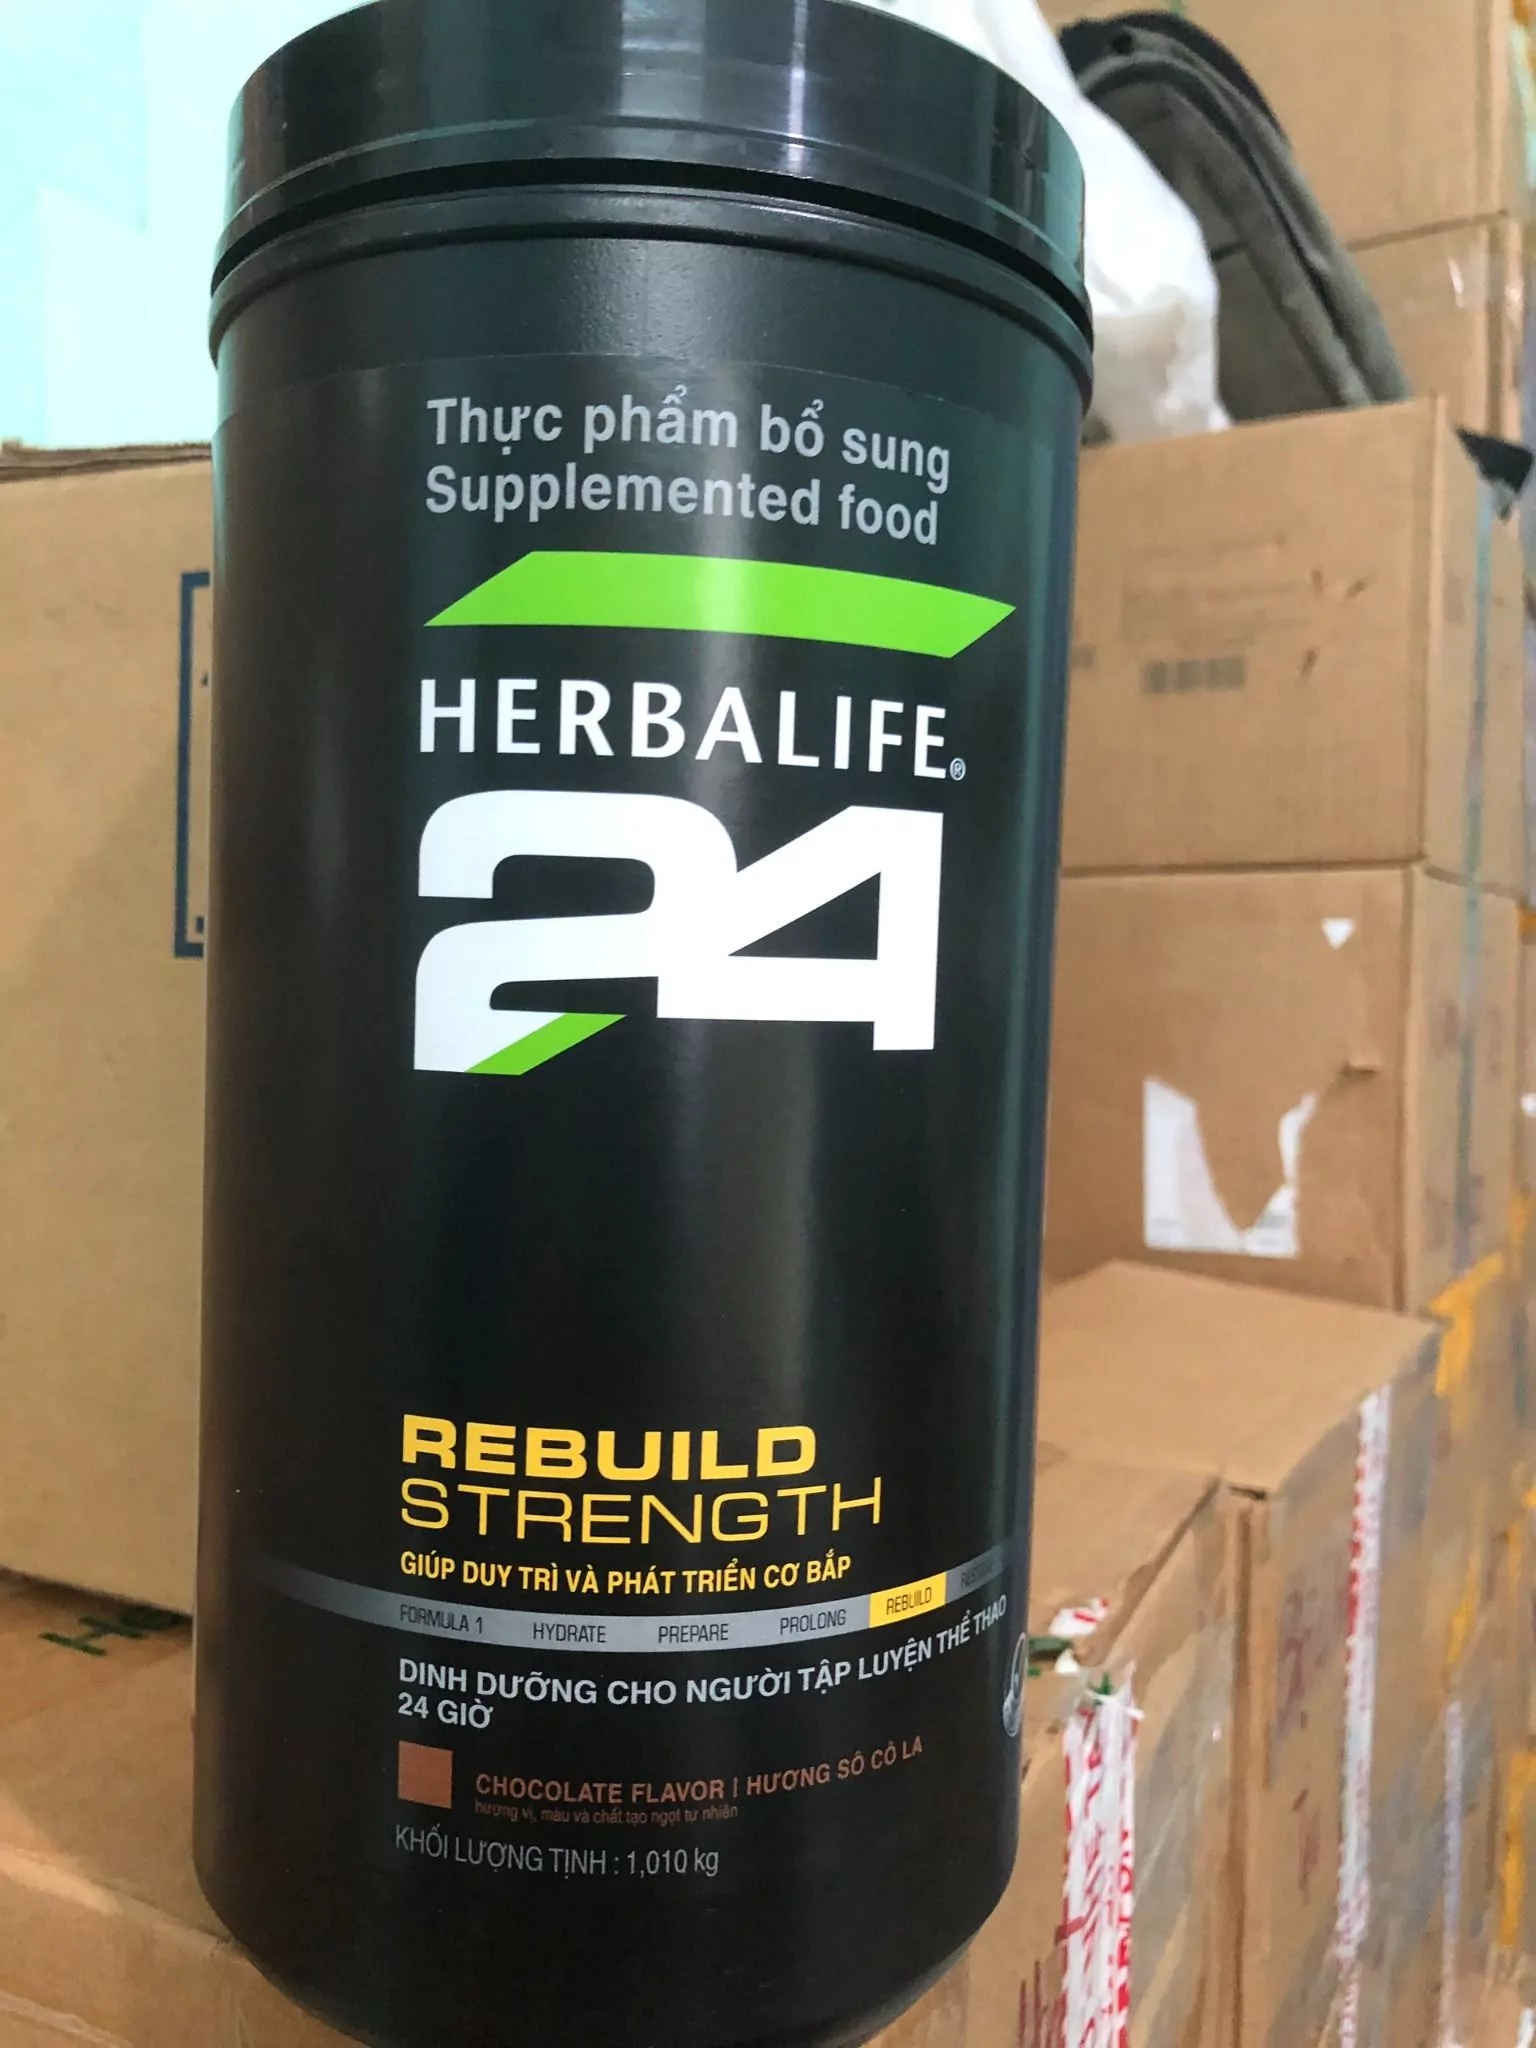 Thực phẩm bổ sung
Supplemented food
HERBALIFE®
24
REBUILD
STRENGTH
GIÚP DUY TRÌ VÀ PHÁT TRIỂN CƠ BẮP
FORMULA 1 HYDRATE PREPARE PROLONG REBUILD
DINH DƯỠNG CHO NGƯỜI TẬP LUYỆN THỂ THAO
24 GIỜ
CHOCOLATE FLAVOR | HƯƠNG SÔ CÔ LA
hương vị, màu và chất tạo ngọt tự nhiên
KHỐI LƯỢNG TỊNH : 1,010 kg